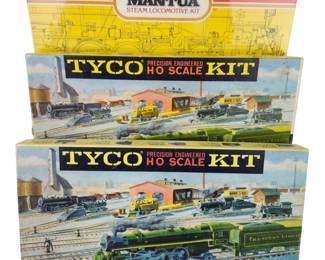 MANTUA
STEAM LOCOMOTIVE KIT
TYCO PRECISION ENGINEERED HO SCALE KIT
TYCO PRECISION ENGINEERED HO SCALE KIT